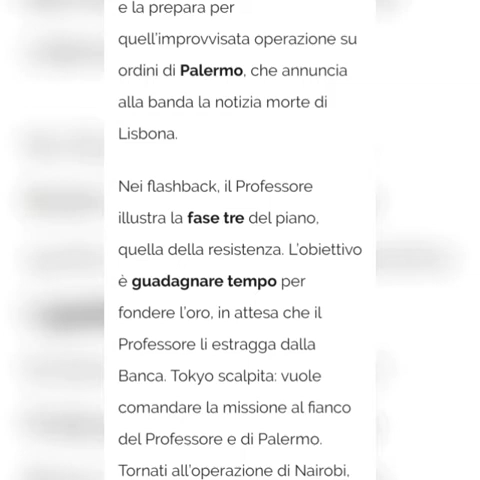 e la prepara per
quell'improvvisata operazione su
ordini di Palermo, che annuncia
alla banda la notizia morte di
Lisbona.
Nei flashback, il Professore
illustra la fase tre del piano,
quella della resistenza. L'obiettivo
è guadagnare tempo per
fondere l'oro, in attesa che il
Professore li estragga dalla
Banca. Tokyo scalpita: vuole
comandare la missione al fianco
del Professore e di Palermo.
Tornati all'operazione di Nairobi,